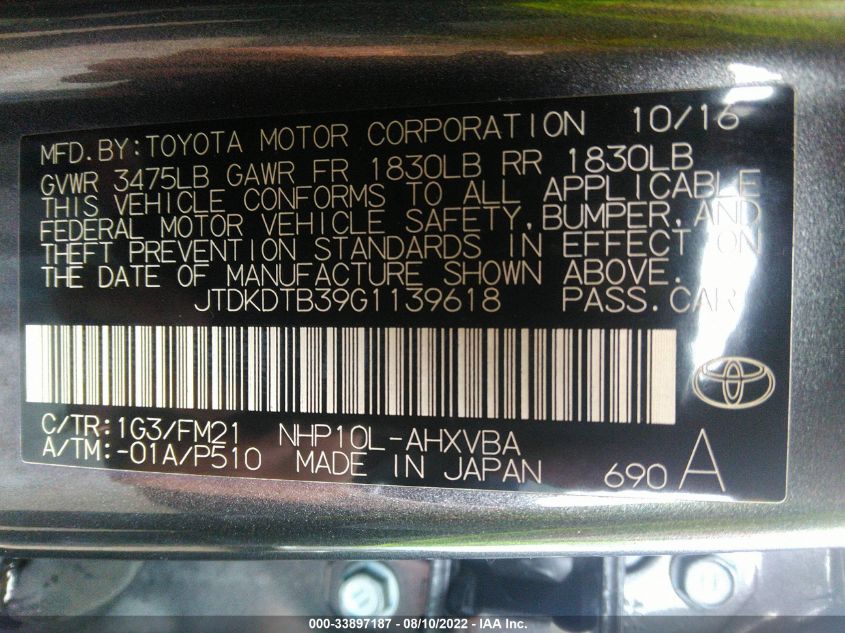 MFD.BY:TOYOTA MOTOR CORPORATION 10/16
GVWR 3475LB GAWR FR 1830LB RR 1830LB
THIS VEHICLE CONFORMS TO ALL APPLICABLE
FEDERAL MOTOR VEHICLE SAFETY,BUMPER,AND
THEFT PREVENTION STANDARDS IN EFFECT ON
THE DATE OF MANUFACTURE SHOWN ABOVE.
JTDKDTB39G1139618 PASS.CAR
C/TR:1G3/FM21 NHP10L-AHXVBA
A/TM:-01A/P510 MADE IN JAPAN 690 A
000-33897187 - 08/10/2022 - IAA Inc.